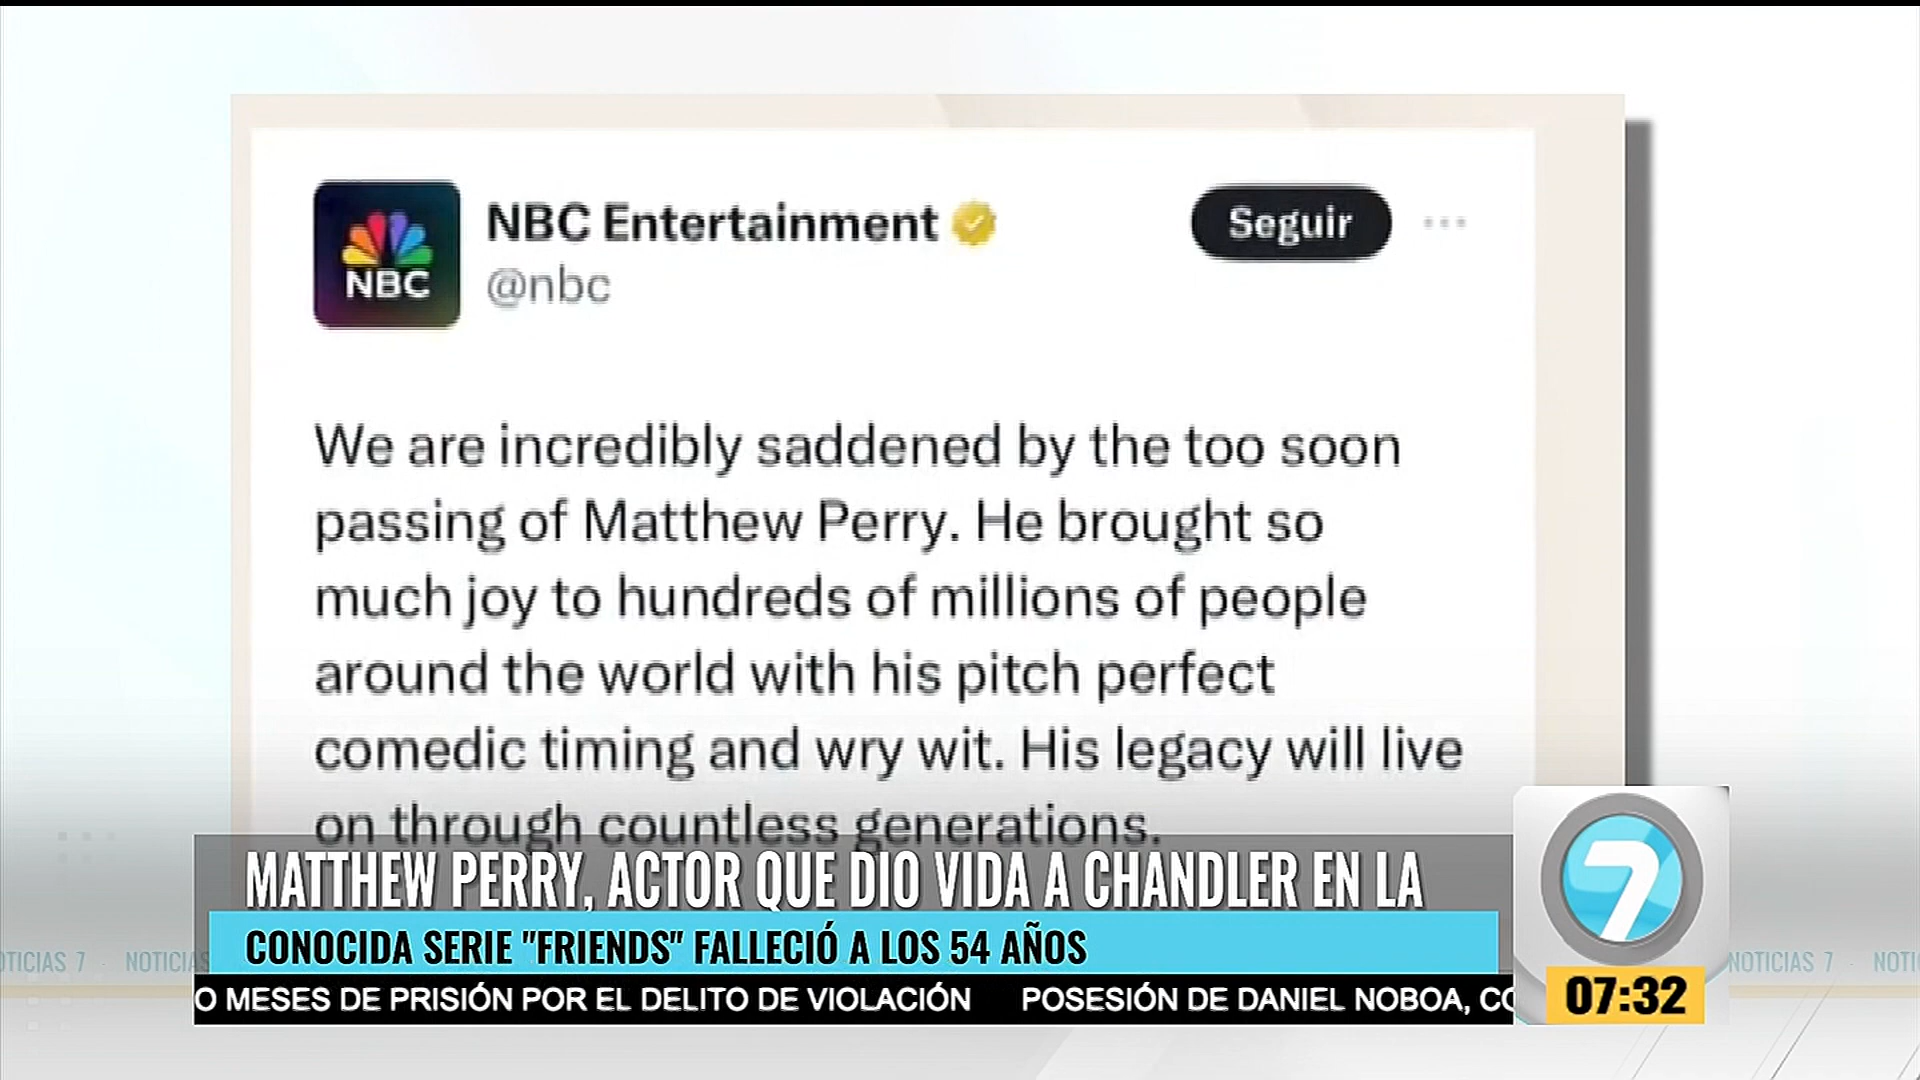 NBC Entertainment
Seguir
NBC
@nbc
We are incredibly saddened by the too soon
passing of Matthew Perry. He brought so
much joy to hundreds of millions of people
around the world with his pitch perfect
comedic timing and wry wit. His legacy will live
on through countless generations.
MATTHEW PERRY, ACTOR QUE DIO VIDA A CHANDLER EN LA
CONOCIDA SERIE "FRIENDS" FALLECIÓ A LOS 54 AÑOS
7
OTICIAS 7 · NOTICIAS
NOTICIAS 7 · NOTI
O MESES DE PRISIÓN POR EL DELITO DE VIOLACIÓN POSESIÓN DE DANIEL NOBOA, CO
07:32